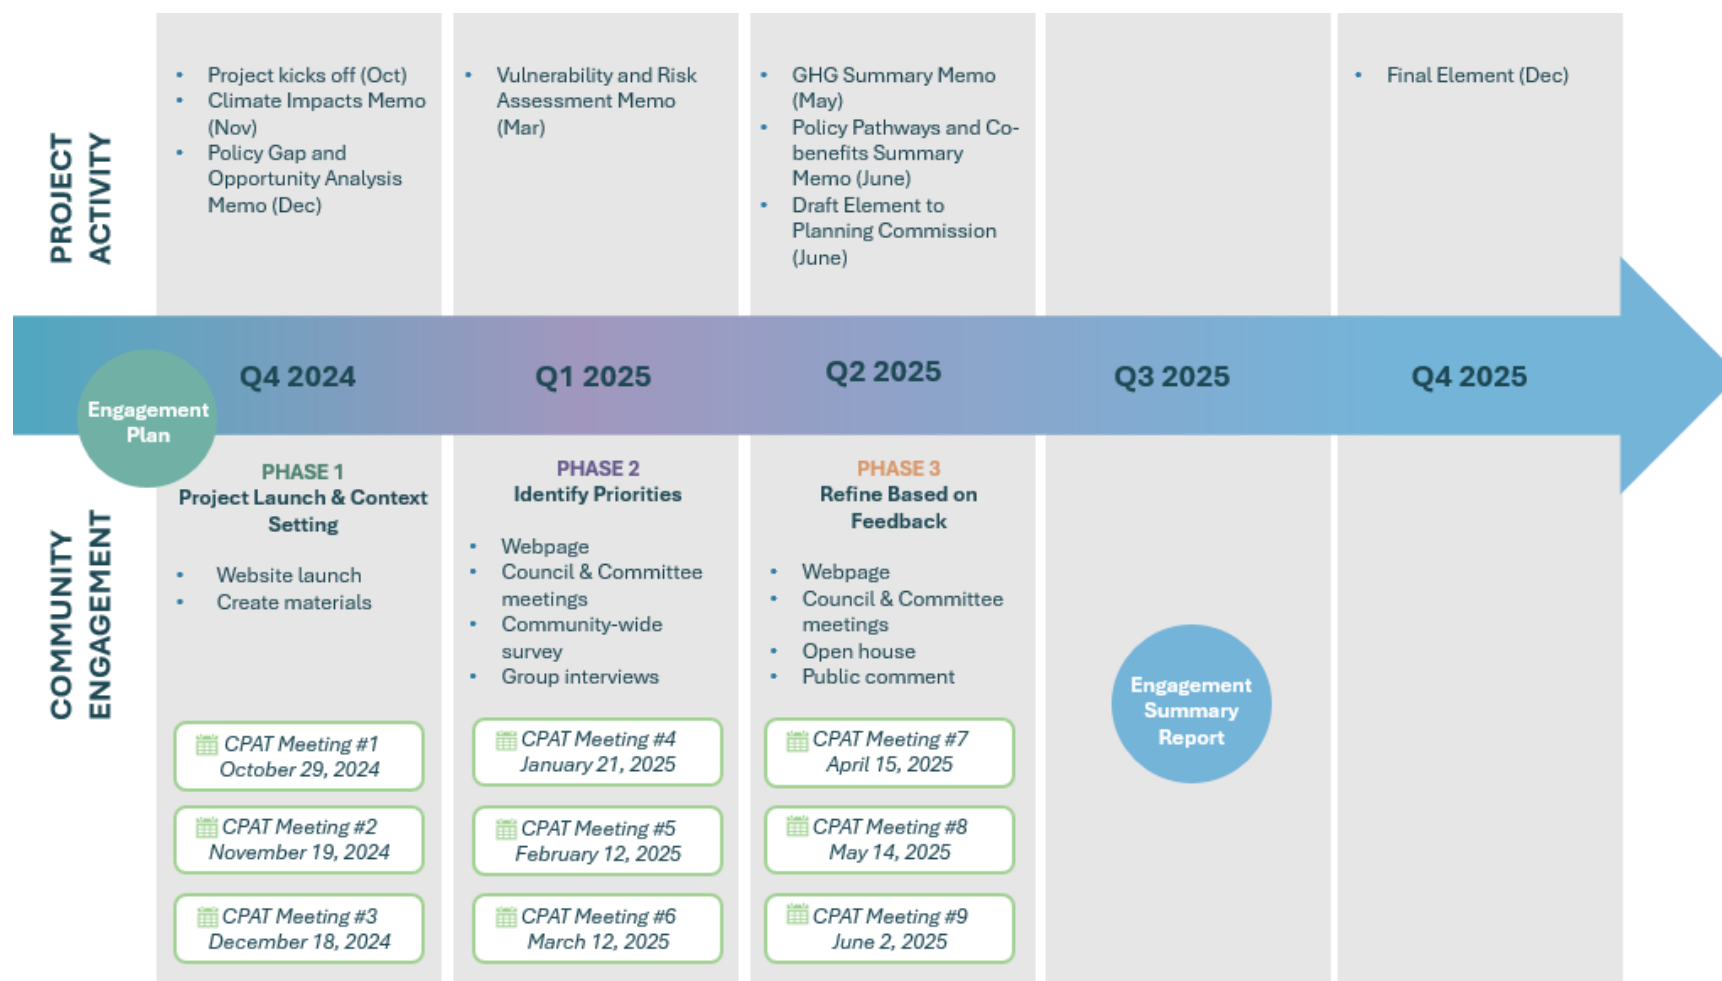 PROJECT
ACTIVITY
• Project kicks off (Oct)
• Climate Impacts Memo
(Nov)
• Policy Gap and
Opportunity Analysis
Memo (Dec)
• Vulnerability and Risk
Assessment Memo
(Mar)
• GHG Summary Memo
(May)
• Policy Pathways and Co-
benefits Summary
Memo (June)
• Draft Element to
Planning Commission
(June)
• Final Element (Dec)
Q4 2024
Q1 2025
Q2 2025
Q3 2025
Q4 2025
Engagement
Plan
COMMUNITY
ENGAGEMENT
PHASE 1
Project Launch & Context
Setting
• Website launch
• Create materials
CPAT Meeting #1
October 29, 2024
CPAT Meeting #2
November 19, 2024
CPAT Meeting #3
December 18, 2024
PHASE 2
Identify Priorities
• Webpage
• Council & Committee
meetings
• Community-wide
survey
• Group interviews
CPAT Meeting #4
January 21, 2025
CPAT Meeting #5
February 12, 2025
CPAT Meeting #6
March 12, 2025
PHASE 3
Refine Based on
Feedback
• Webpage
• Council & Committee
meetings
• Open house
• Public comment
CPAT Meeting #7
April 15, 2025
CPAT Meeting #8
May 14, 2025
CPAT Meeting #9
June 2, 2025
Engagement
Summary
Report